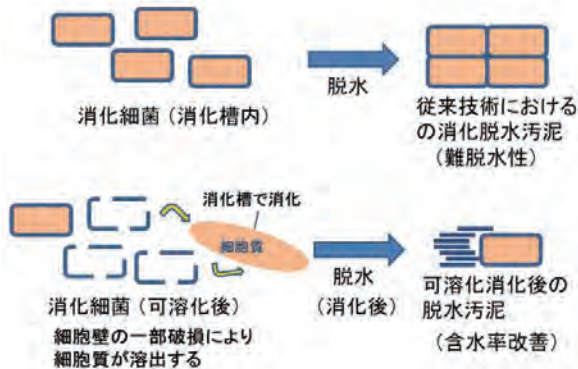 脱水
消化細菌（消化槽内）
従来技術における
の消化脱水汚泥
（難脱水性）
消化槽で消化
細胞質
脱水
（消化後）
消化細菌（可溶化後）
細胞壁の一部破損により
細胞質が溶出する
可溶化消化後の
脱水汚泥
（含水率改善）